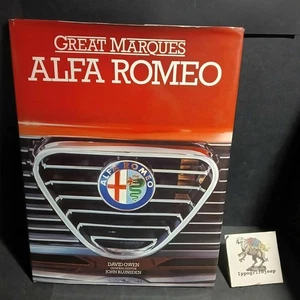 GREAT MARQUES
ALFA ROMEO
ALFA-ROMEO
DAVID OWEN
JOHN BLUNSDEN